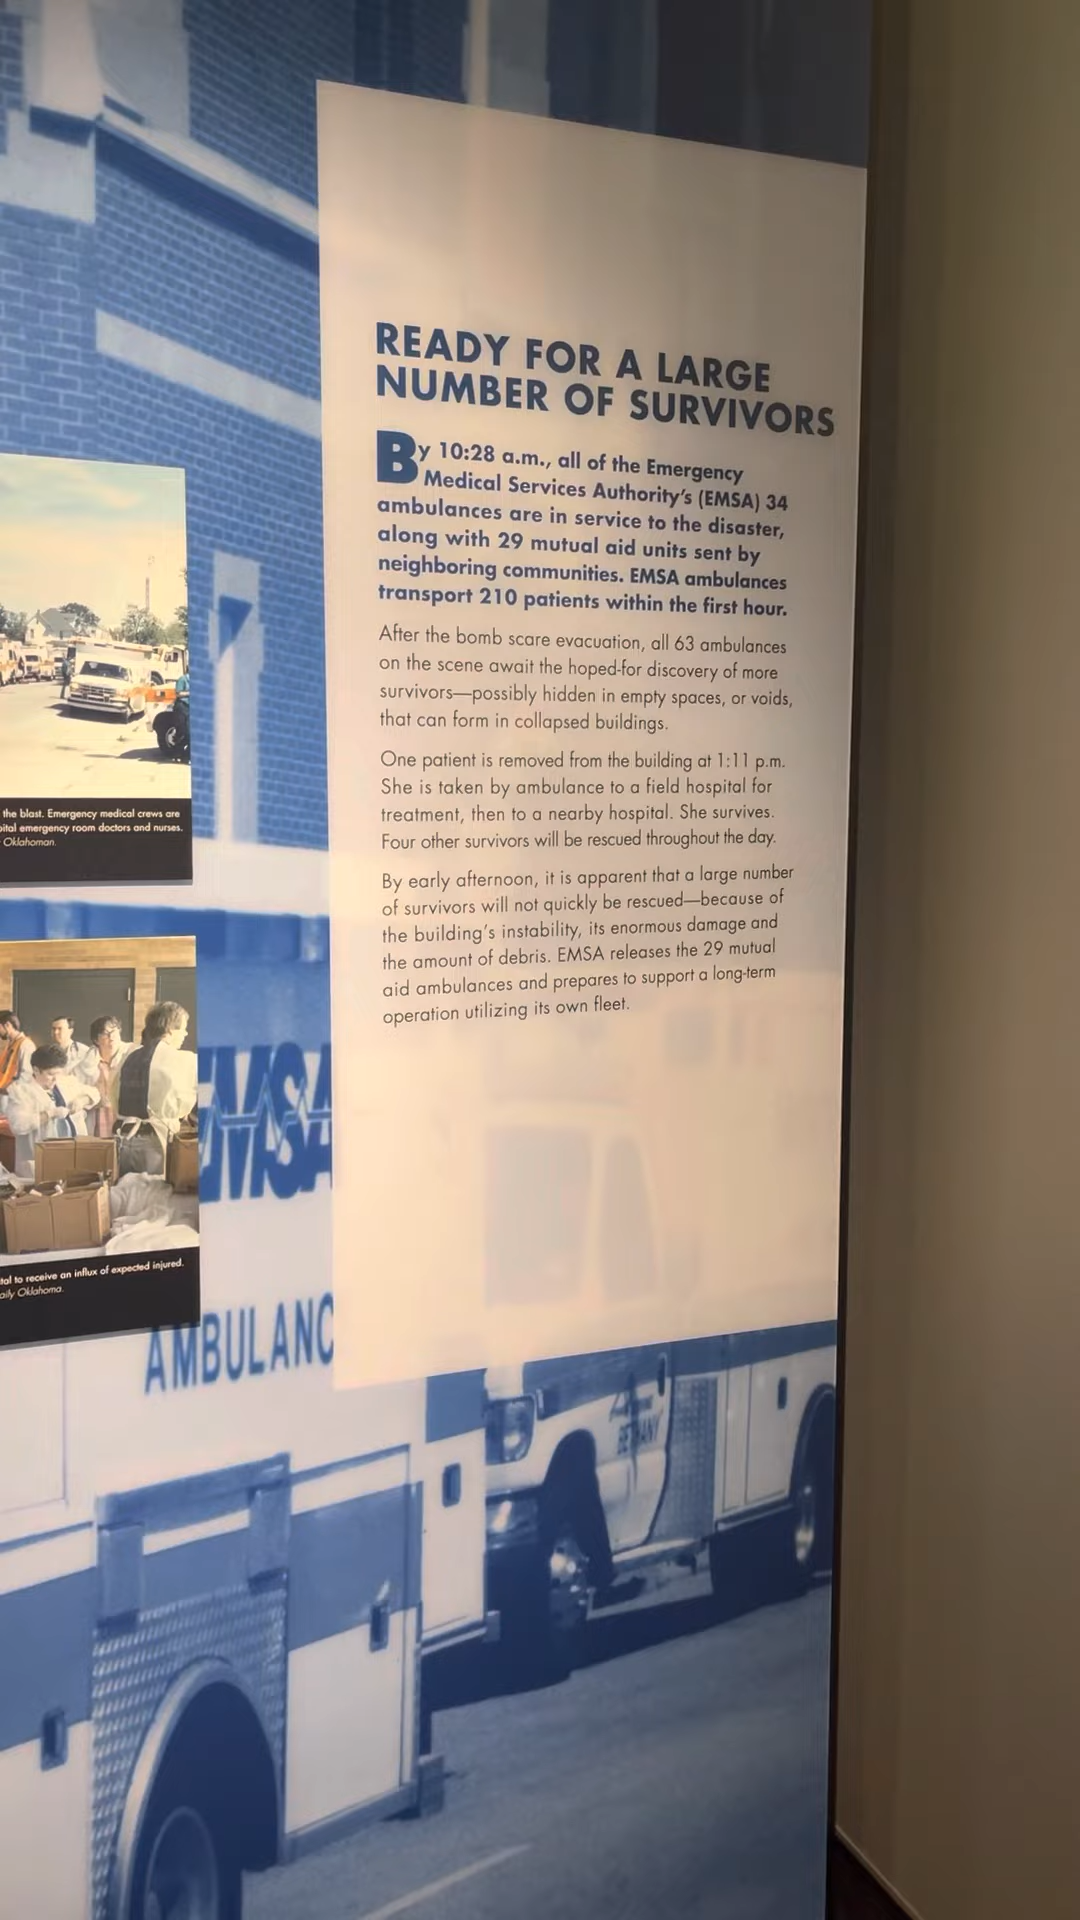 READY FOR A LARGE
NUMBER OF SURVIVORS
By 10:28 a.m., all of the Emergency
Medical Services Authority's (EMSA) 34
ambulances are in service to the disaster,
along with 29 mutual aid units sent by
neighboring communities. EMSA ambulances
transport 210 patients within the first hour.
After the bomb scare evacuation, all 63 ambulances
on the scene await the hoped-for discovery of more
survivors—possibly hidden in empty spaces, or voids,
that can form in collapsed buildings.
One patient is removed from the building at 1:11 p.m.
She is taken by ambulance to a field hospital for
treatment, then to a nearby hospital. She survives.
Four other survivors will be rescued throughout the day.
By early afternoon, it is apparent that a large number
of survivors will not quickly be rescued—because of
the building's instability, its enormous damage and
the amount of debris. EMSA releases the 29 mutual
aid ambulances and prepares to support a long-term
operation utilizing its own fleet.
the blast. Emergency medical crews are
ital emergency room doctors and nurses.
Oklahoman.
tal to receive an influx of expected injured.
aily Oklahoma.
EMSA
AMBULANC
BETHANY